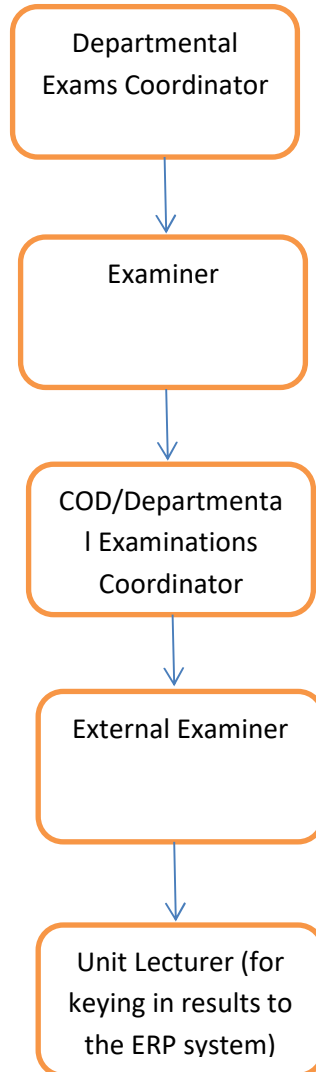 Departmental
Exams Coordinator
Examiner
COD/Departmenta
l Examinations
Coordinator
External Examiner
Unit Lecturer (for
keying in results to
the ERP system)